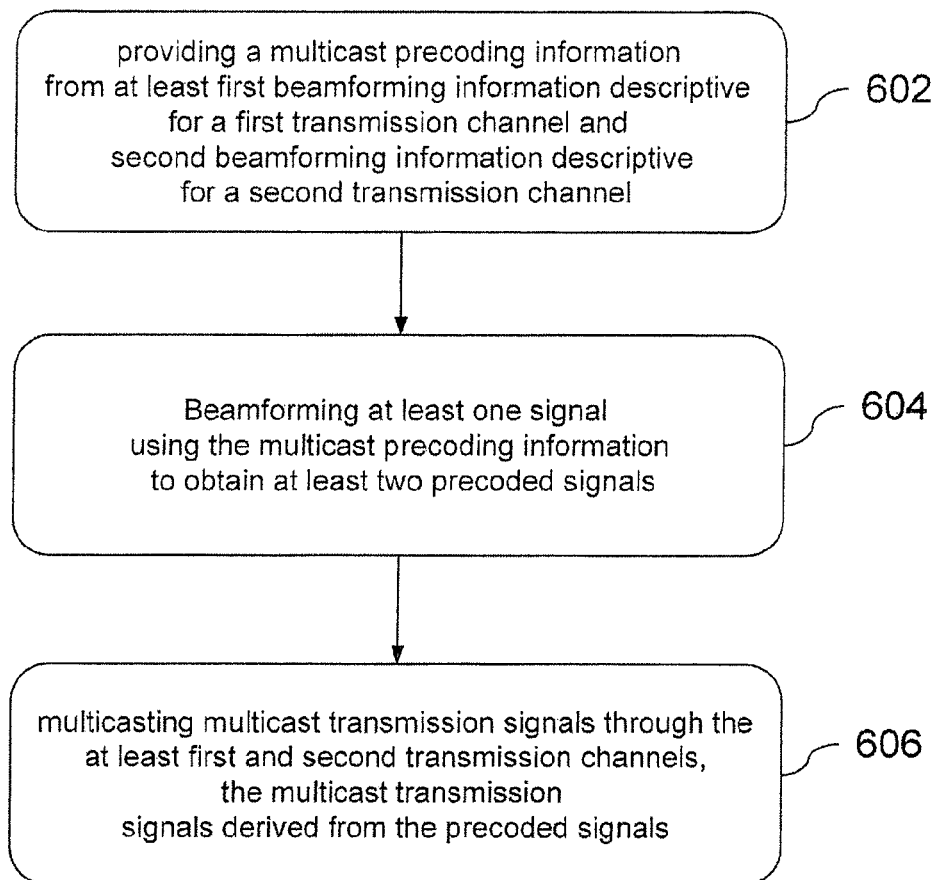 providing a multicast precoding information
from at least first beamforming information descriptive
for a first transmission channel and
second beamforming information descriptive
for a second transmission channel
602
Beamforming at least one signal
using the multicast precoding information
to obtain at least two precoded signals
604
multicasting multicast transmission signals through the
at least first and second transmission channels,
the multicast transmission
signals derived from the precoded signals
606